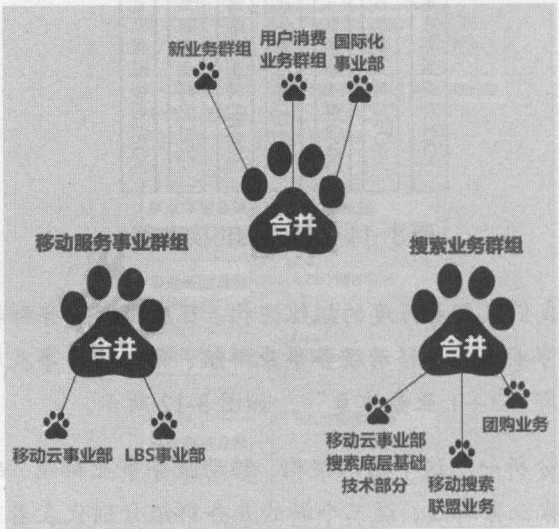 新业务群组
用户消费
业务群组
国际化
事业部
合并
移动服务事业群组
合并
移动云事业部
LBS事业部
搜索业务群组
合并
移动云事业部
搜索底层基础
技术部分
移动搜索
联盟业务
团购业务